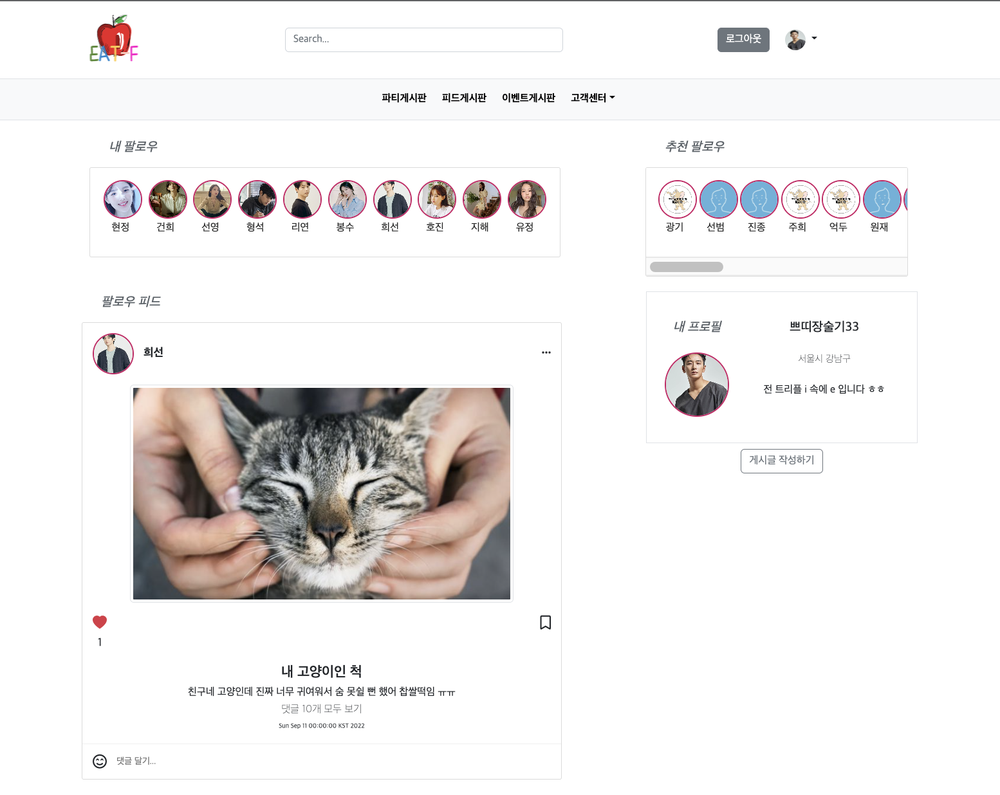 EAT-F
Search...
로그아웃
파티게시판 피드게시판 이벤트게시판 고객센터
내 팔로우
현정 건희 선영 형석 리연 봉수 희선 호진 지해 유정
추천 팔로우
광기 선범 진종 주희 억두 원재
팔로우 피드
희선
1
내 고양이인 척
친구네 고양인데 진짜 너무 귀여워서 숨 못쉴 뻔 했어 찹쌀떡임 ㅠㅠ
댓글 10개 모두 보기
Sun Sep 11 00:00:00 KST 2022
댓글 달기...
내 프로필
쁘띠장술기33
서울시 강남구
전 트리플 i 속에 e 입니다 ㅎㅎ
게시글 작성하기